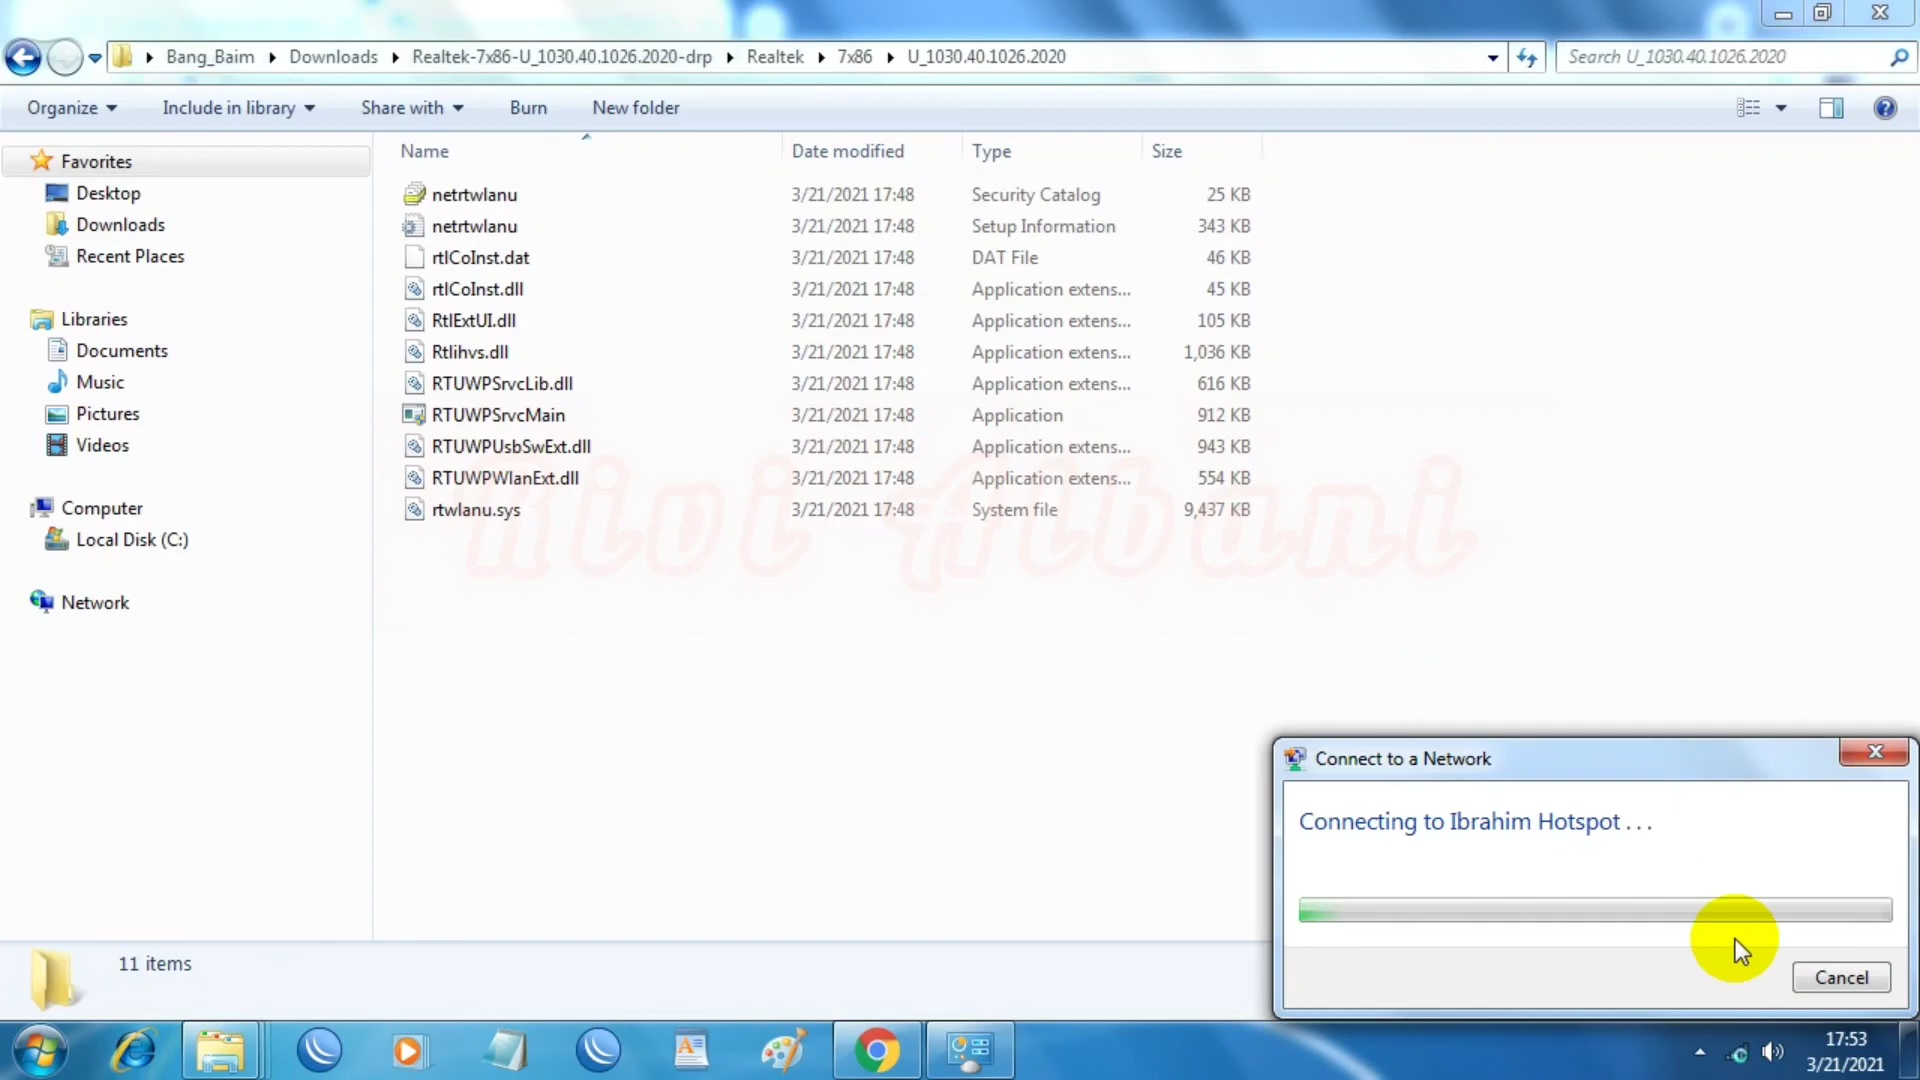 Bang_Baim Downloads Realtek-7x86-U_1030.40.1026.2020-drp Realtek 7x86 U_1030.40.1026.2020 Search U_1030.40.1026.2020
Organize Include in library Share with Burn New folder
Name Date modified Type Size
Favorites
Desktop
Downloads
Recent Places
Libraries
Documents
Music
Pictures
Videos
Computer
Local Disk (C:)
Network
netrtwlanu 3/21/2021 17:48 Security Catalog 25 KB
netrtwlanu 3/21/2021 17:48 Setup Information 343 KB
rtlCoInst.dat 3/21/2021 17:48 DAT File 46 KB
rtlCoInst.dll 3/21/2021 17:48 Application extens... 45 KB
RtlExtUI.dll 3/21/2021 17:48 Application extens... 105 KB
Rtlihvs.dll 3/21/2021 17:48 Application extens... 1,036 KB
RTUWPSrvcLib.dll 3/21/2021 17:48 Application extens... 616 KB
RTUWPSrvcMain 3/21/2021 17:48 Application 912 KB
RTUWPUsbSwExt.dll 3/21/2021 17:48 Application extens... 943 KB
RTUWPWlanExt.dll 3/21/2021 17:48 Application extens... 554 KB
rtwlanu.sys 3/21/2021 17:48 System file 9,437 KB
Kivi Albani
Connect to a Network
Connecting to Ibrahim Hotspot . . .
Cancel
11 items
17:53
3/21/2021